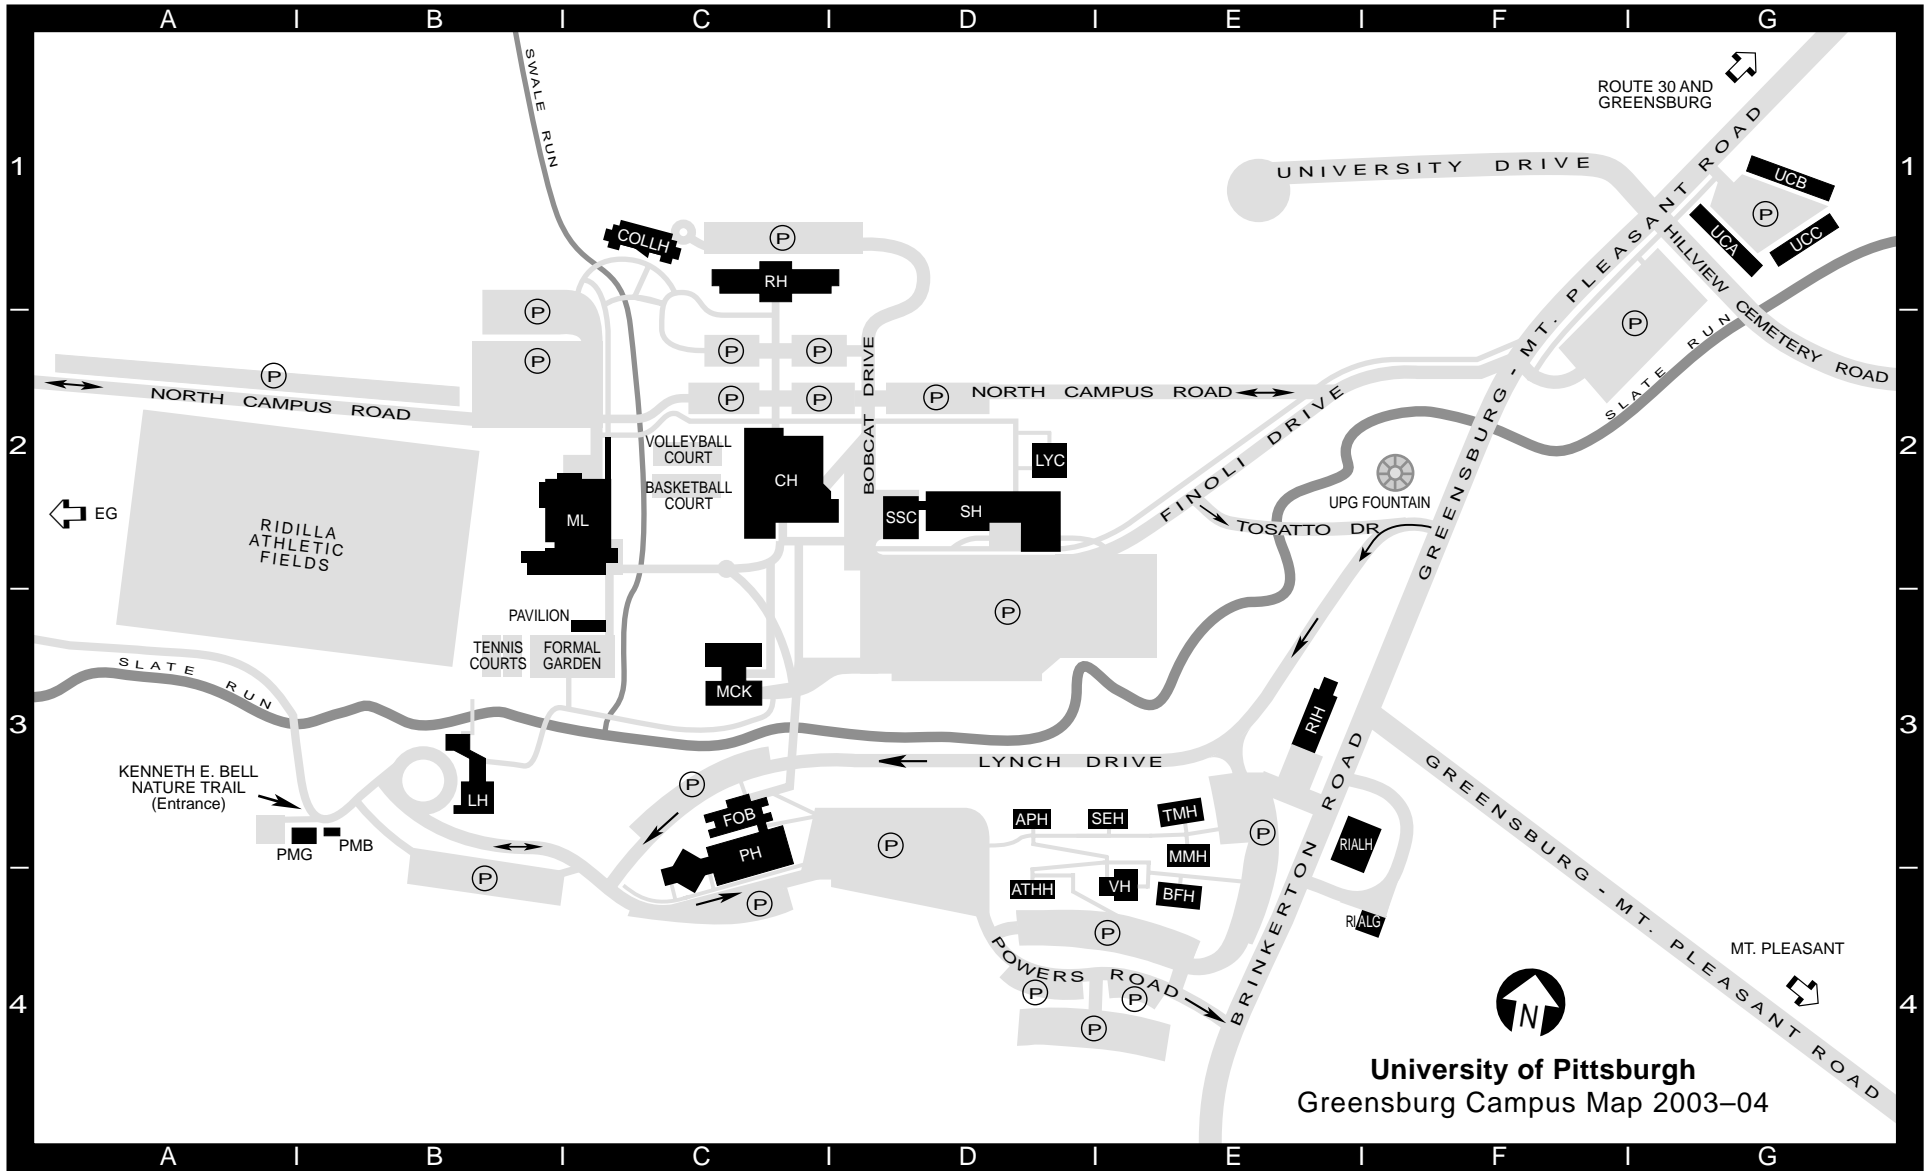 A I B I C I D I E I F I G
SWALE RUN
ROUTE 30 AND
GREENSBURG
1
1
UNIVERSITY DRIVE
GREENSBURG - MT. PLEASANT ROAD
UCB
P
UCA
UCC
HILLVIEW CEMETERY ROAD
COLLH
P
RH
P
P
P
P
P
P
SLATE RUN
P
NORTH CAMPUS ROAD
P
P
P
NORTH CAMPUS ROAD
BOBCAT DRIVE
FINOLI DRIVE
2
2
VOLLEYBALL
COURT
BASKETBALL
COURT
CH
LYC
UPG FOUNTAIN
EG
RIDILLA
ATHLETIC
FIELDS
ML
SSC
SH
TOSATTO DR
P
PAVILION
TENNIS
COURTS
FORMAL
GARDEN
SLATE RUN
MCK
3
3
RIH
LYNCH DRIVE
KENNETH E. BELL
NATURE TRAIL
(Entrance)
LH
P
FOB
PH
PMG
PMB
P
P
P
APH
SEH
TMH
MMH
ATHH
VH
BFH
P
RIALH
RIALG
BRINKERTON ROAD
GREENSBURG - MT. PLEASANT ROAD
P
POWERS ROAD
P
P
P
MT. PLEASANT
4
4
N
University of Pittsburgh
Greensburg Campus Map 2003–04
A I B I C I D I E I F I G